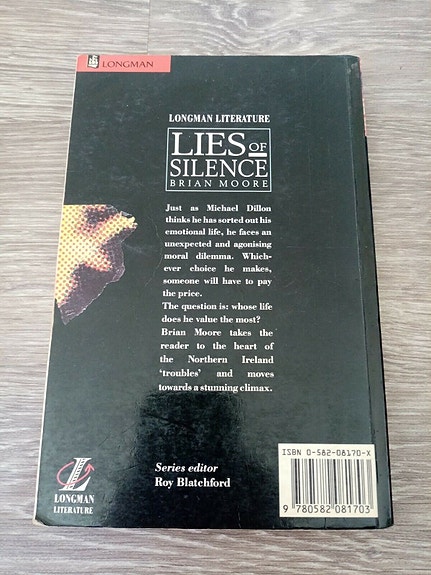 LONGMAN
LONGMAN LITERATURE
LIES OF
SILENCE
BRIAN MOORE
Just as Michael Dillon
thinks he has sorted out his
emotional life, he faces an
unexpected and agonising
moral dilemma. Which-
ever choice he makes,
someone will have to pay
the price.
The question is: whose life
does he value the most?
Brian Moore takes the
reader to the heart of
the Northern Ireland
'troubles' and moves
towards a stunning climax.
Series editor
Roy Blatchford
LONGMAN
LITERATURE
ISBN 0-582-08170-X
9 780582 081703